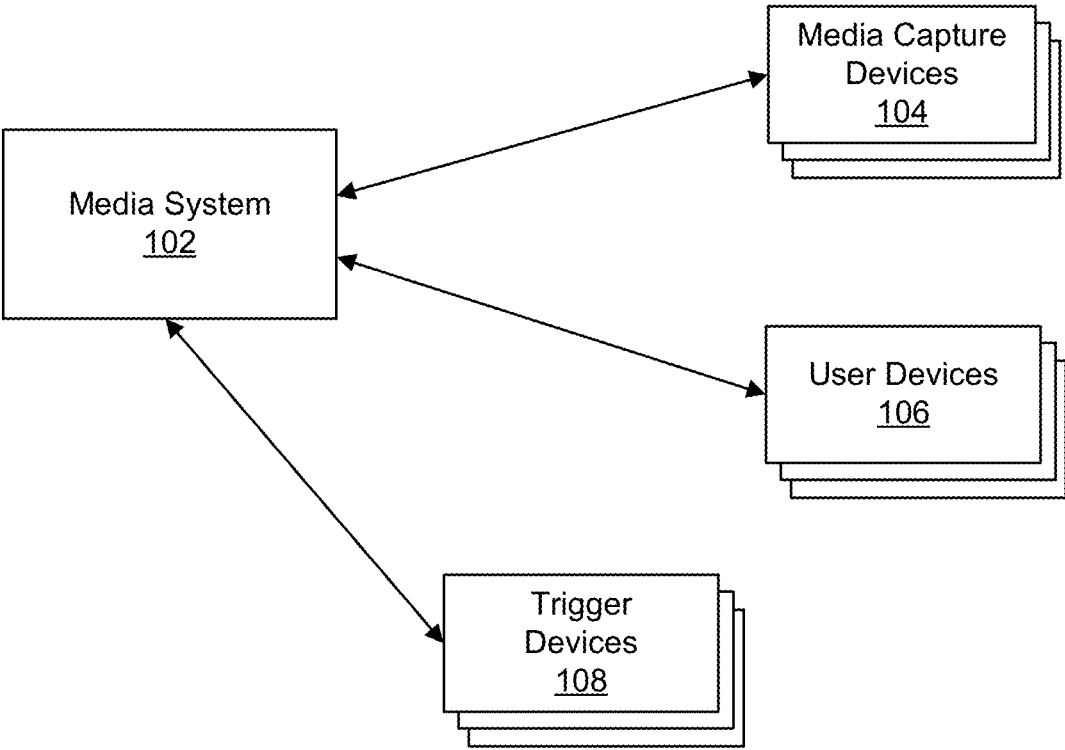 Media Capture
Devices
104
Media System
102
User Devices
106
Trigger
Devices
108